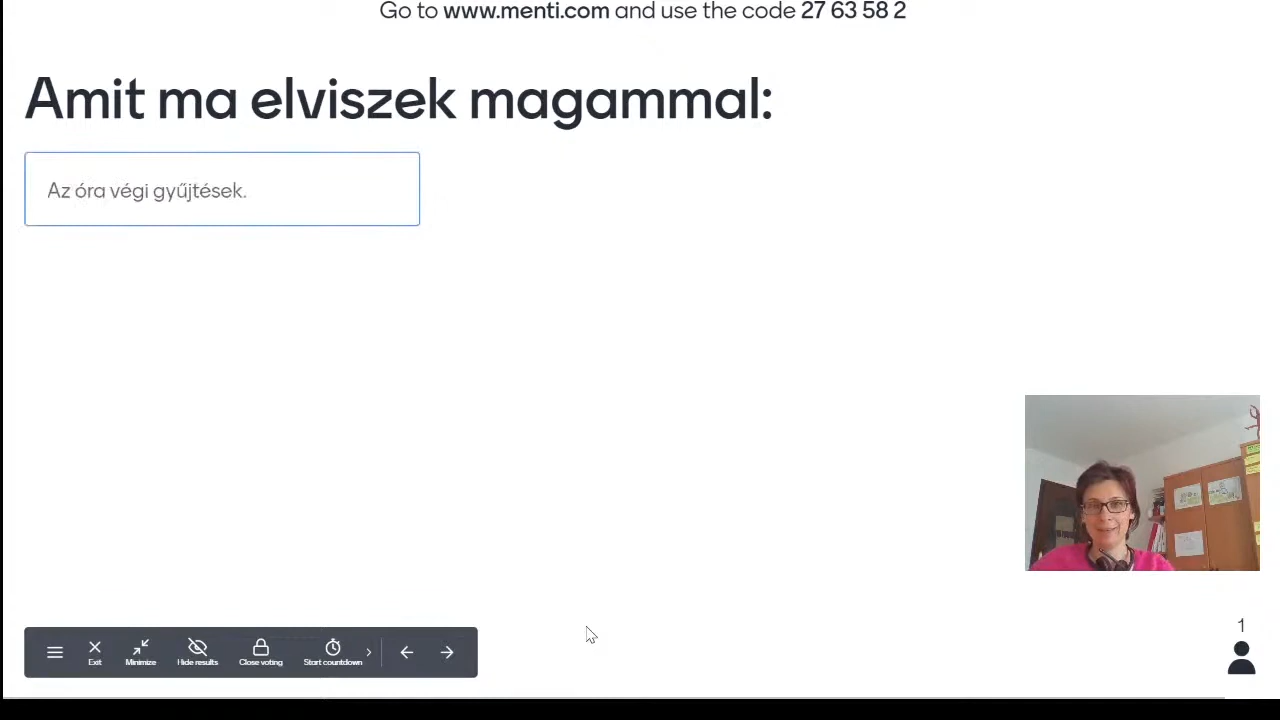 Go to www.menti.com and use the code 27 63 58 2
Amit ma elviszek magammal:
Az óra végi gyűjtések.
Exit
Minimize
Hide results
Close voting
Start countdown
1